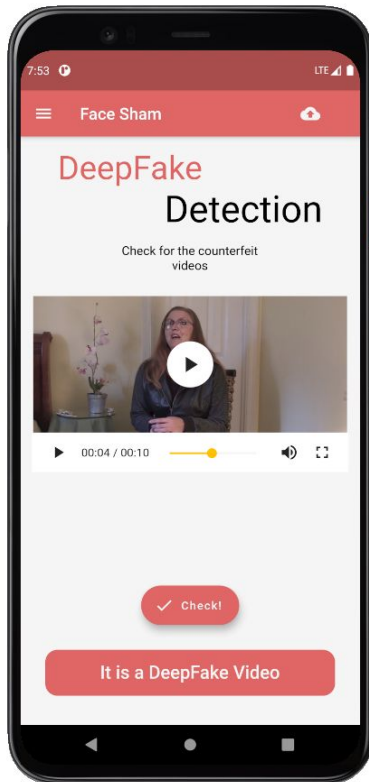 7:53
LTE
Face Sham
DeepFake
Detection
Check for the counterfeit
videos
00:04 / 00:10
Check!
It is a DeepFake Video